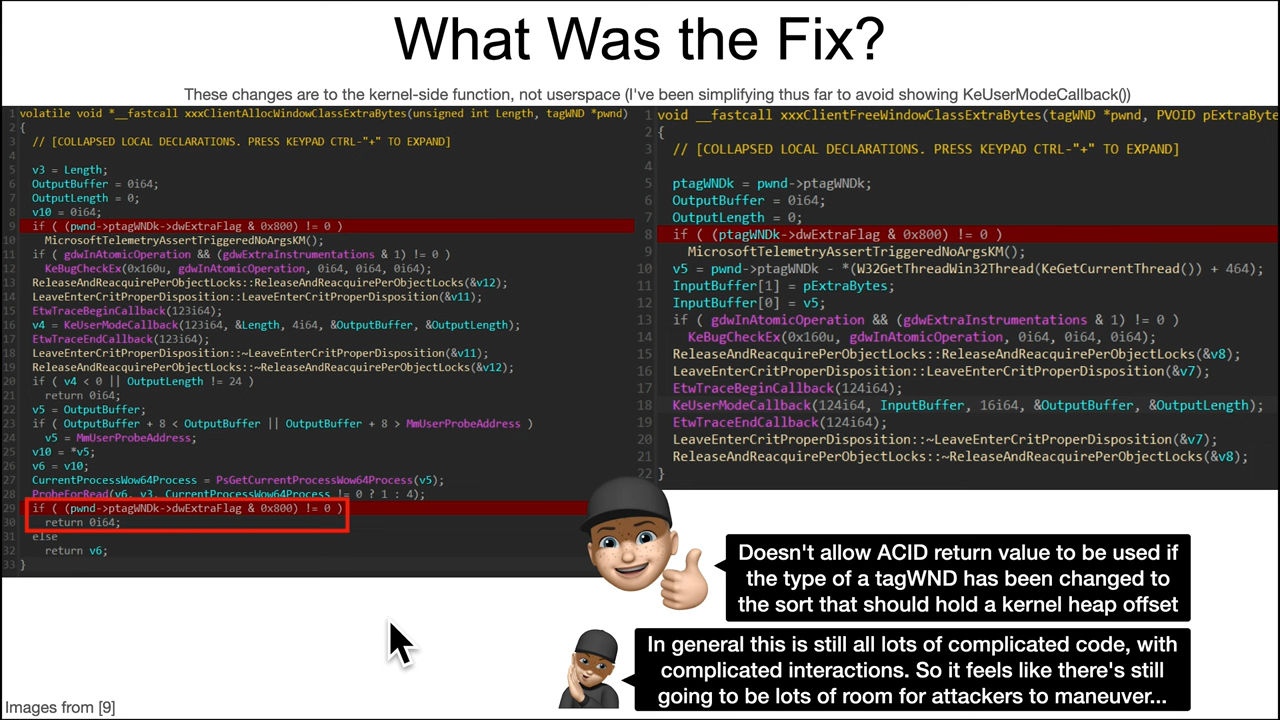 What Was the Fix?
These changes are to the kernel-side function, not userspace (I've been simplifying thus far to avoid showing KeUserModeCallback())
1 volatile void *__fastcall xxxClientAllocWindowClassExtraBytes(unsigned int Length, tagWND *pwnd)
2 {
3 // [COLLAPSED LOCAL DECLARATIONS. PRESS KEYPAD CTRL-"+" TO EXPAND]
4
5 v3 = Length;
6 OutputBuffer = 0i64;
7 OutputLength = 0;
8 v10 = 0i64;
9 if ( (pwnd->ptagWNDk->dwExtraFlag & 0x800) != 0 )
10 MicrosoftTelemetryAssertTriggeredNoArgsKM();
11 if ( gdwInAtomicOperation && (gdwExtraInstrumentations & 1) != 0 )
12 KeBugCheckEx(0x160u, gdwInAtomicOperation, 0i64, 0i64, 0i64);
13 ReleaseAndReacquirePerObjectLocks::ReleaseAndReacquirePerObjectLocks(&v12);
14 LeaveEnterCritProperDisposition::LeaveEnterCritProperDisposition(&v11);
15 EtwTraceBeginCallback(123i64);
16 v4 = KeUserModeCallback(123i64, &Length, 4i64, &OutputBuffer, &OutputLength);
17 EtwTraceEndCallback(123i64);
18 LeaveEnterCritProperDisposition::~LeaveEnterCritProperDisposition(&v11);
19 ReleaseAndReacquirePerObjectLocks::~ReleaseAndReacquirePerObjectLocks(&v12);
20 if ( v4 < 0 || OutputLength != 24 )
21 return 0i64;
22 v5 = OutputBuffer;
23 if ( OutputBuffer + 8 < OutputBuffer || OutputBuffer + 8 > MmUserProbeAddress )
24 v5 = MmUserProbeAddress;
25 v10 = *v5;
26 v6 = v10;
27 CurrentProcessWow64Process = PsGetCurrentProcessWow64Process(v5);
28 ProbeForRead(v6, v3, CurrentProcessWow64Process != 0 ? 1 : 4);
29 if ( (pwnd->ptagWNDk->dwExtraFlag & 0x800) != 0 )
30 return 0i64;
31 else
32 return v6;
33 }
1 void __fastcall xxxClientFreeWindowClassExtraBytes(tagWND *pwnd, PVOID pExtraByte
2 {
3 // [COLLAPSED LOCAL DECLARATIONS. PRESS KEYPAD CTRL-"+" TO EXPAND]
4
5 ptagWNDk = pwnd->ptagWNDk;
6 OutputBuffer = 0i64;
7 OutputLength = 0;
8 if ( (ptagWNDk->dwExtraFlag & 0x800) != 0 )
9 MicrosoftTelemetryAssertTriggeredNoArgsKM();
10 v5 = pwnd->ptagWNDk - *(W32GetThreadWin32Thread(KeGetCurrentThread()) + 464);
11 InputBuffer[1] = pExtraBytes;
12 InputBuffer[0] = v5;
13 if ( gdwInAtomicOperation && (gdwExtraInstrumentations & 1) != 0 )
14 KeBugCheckEx(0x160u, gdwInAtomicOperation, 0i64, 0i64, 0i64);
15 ReleaseAndReacquirePerObjectLocks::ReleaseAndReacquirePerObjectLocks(&v8);
16 LeaveEnterCritProperDisposition::LeaveEnterCritProperDisposition(&v7);
17 EtwTraceBeginCallback(124i64);
18 KeUserModeCallback(124i64, InputBuffer, 16i64, &OutputBuffer, &OutputLength);
19 EtwTraceEndCallback(124i64);
20 LeaveEnterCritProperDisposition::~LeaveEnterCritProperDisposition(&v7);
21 ReleaseAndReacquirePerObjectLocks::~ReleaseAndReacquirePerObjectLocks(&v8);
22 }
Doesn't allow ACID return value to be used if
the type of a tagWND has been changed to
the sort that should hold a kernel heap offset
In general this is still all lots of complicated code, with
complicated interactions. So it feels like there's still
going to be lots of room for attackers to maneuver...
Images from [9]